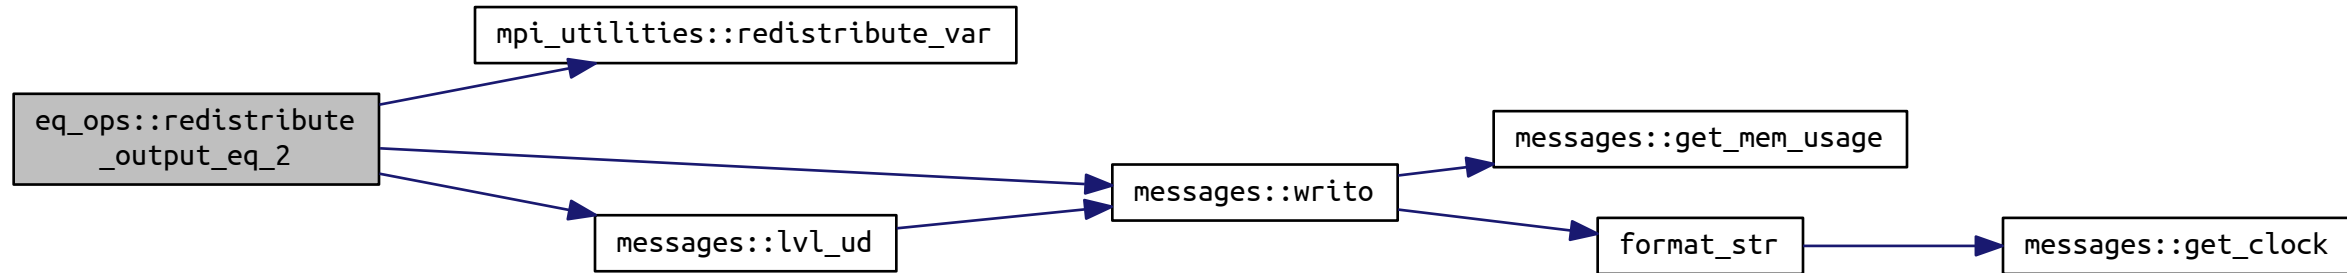 mpi_utilities::redistribute_var
eq_ops::redistribute
_output_eq_2
messages::get_mem_usage
messages::writo
messages::lvl_ud
format_str
messages::get_clock